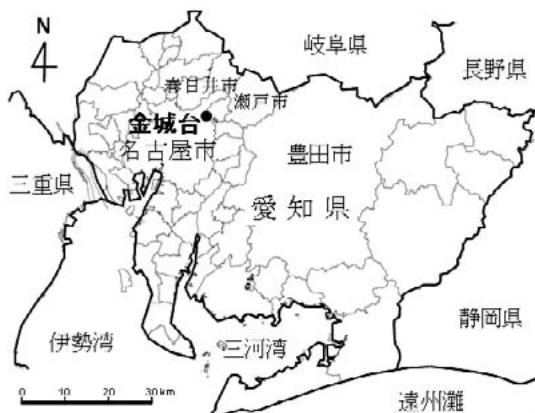 N
岐阜県
長野県
春日井市
瀬戸市
金城台
名古屋市
豊田市
三重県
愛知県
静岡県
伊勢湾
三河湾
0 10 20 30km
遠州灘